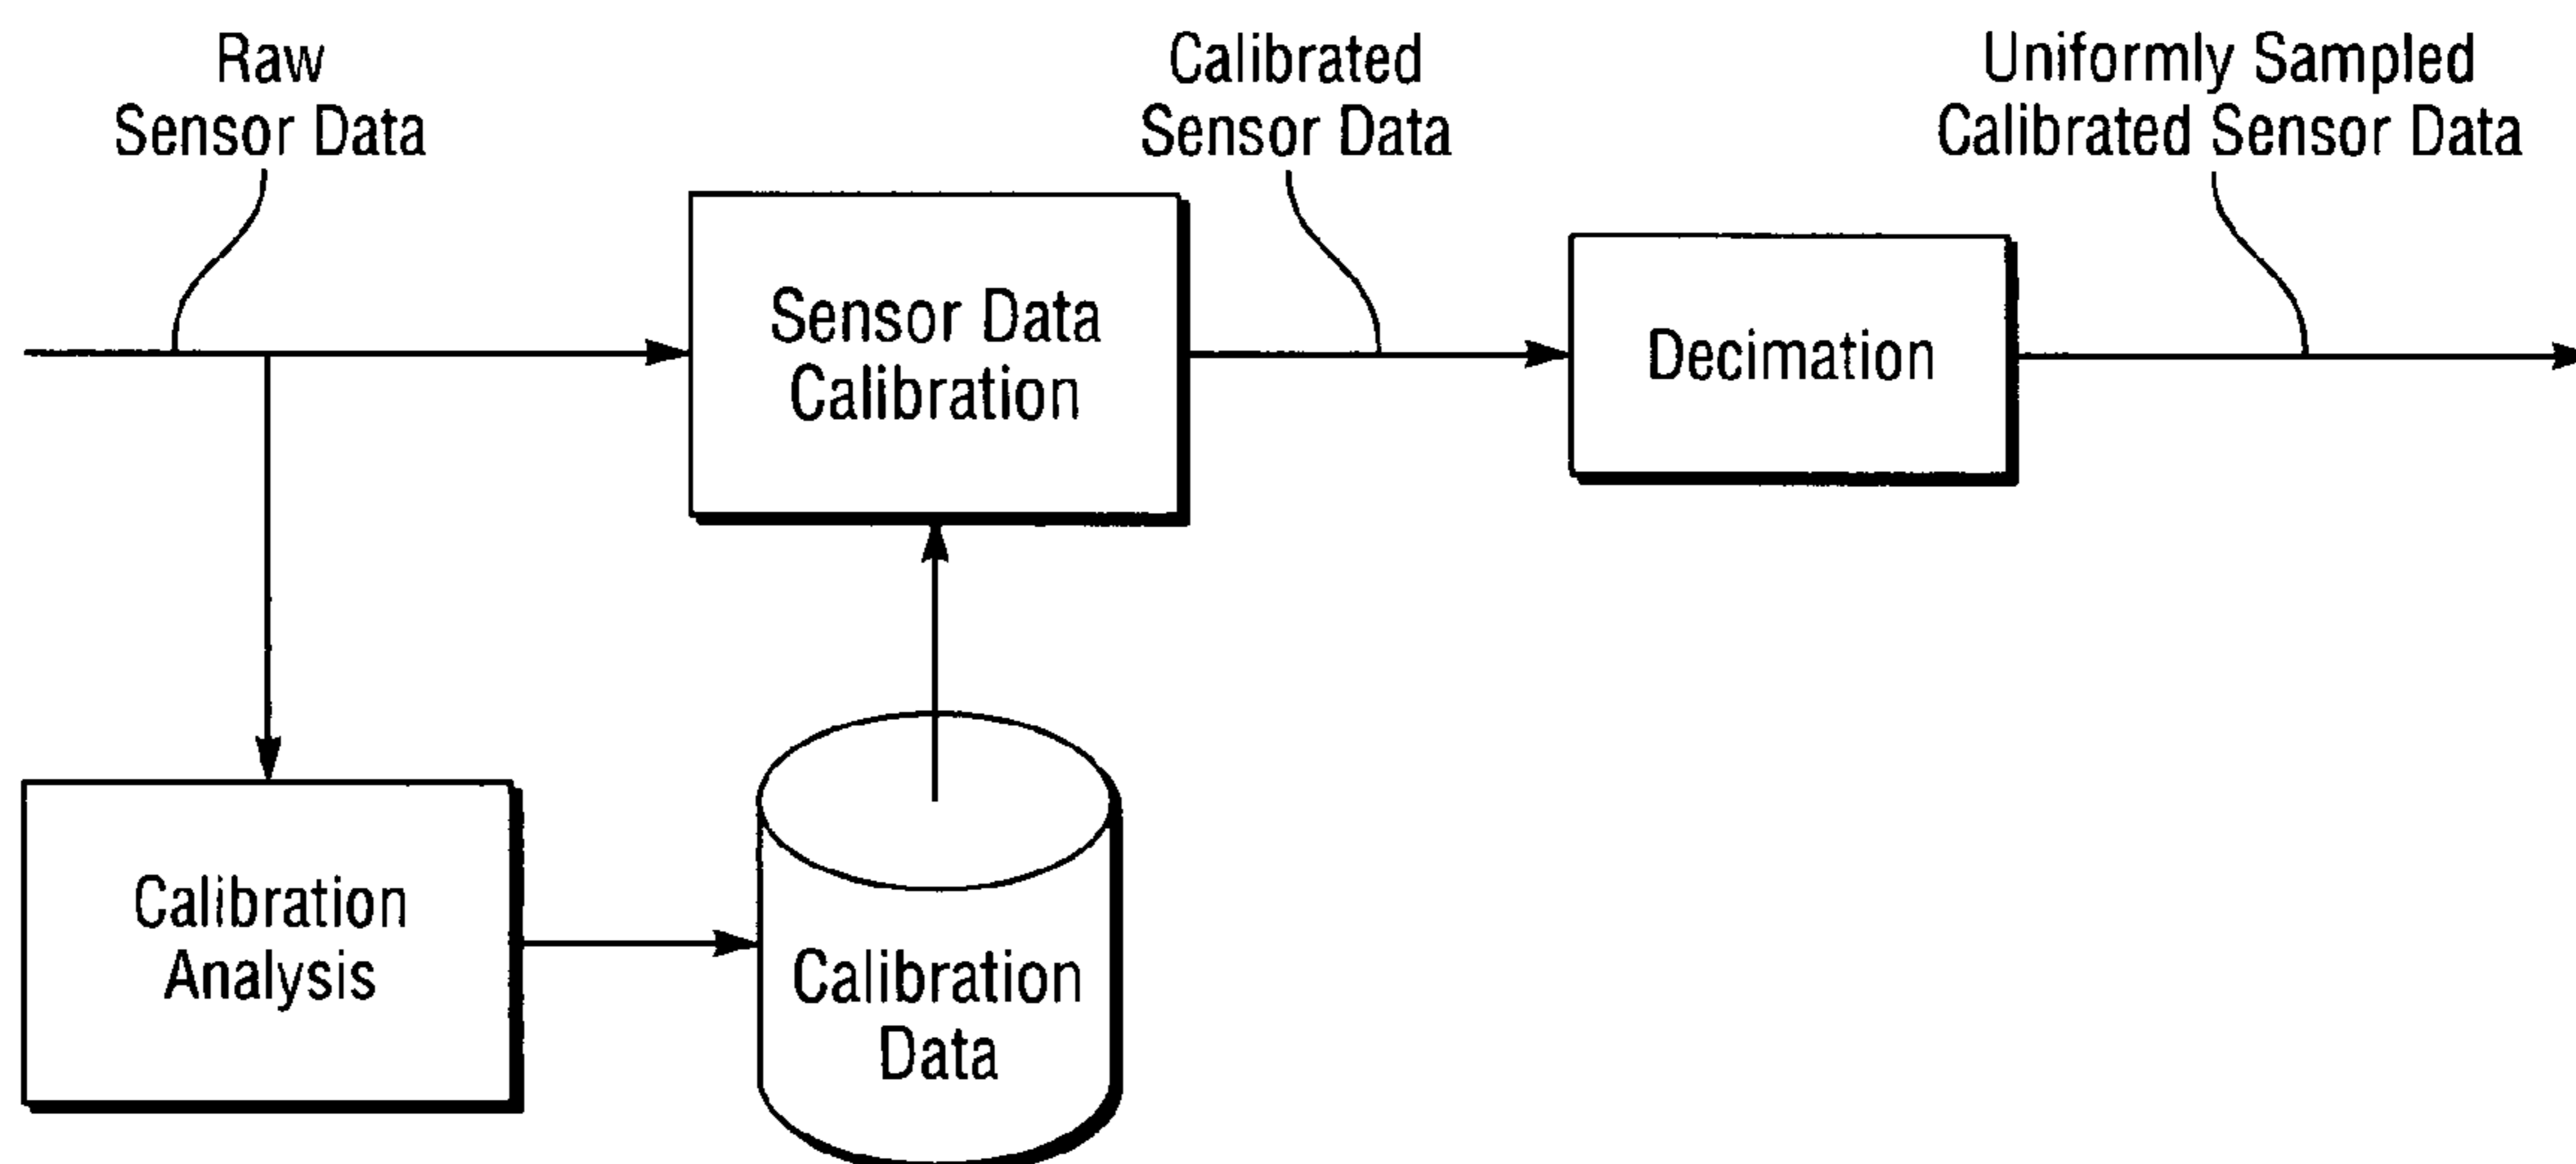 Raw
Sensor Data
Calibrated
Sensor Data
Uniformly Sampled
Calibrated Sensor Data
Sensor Data
Calibration
Decimation
Calibration
Analysis
Calibration
Data